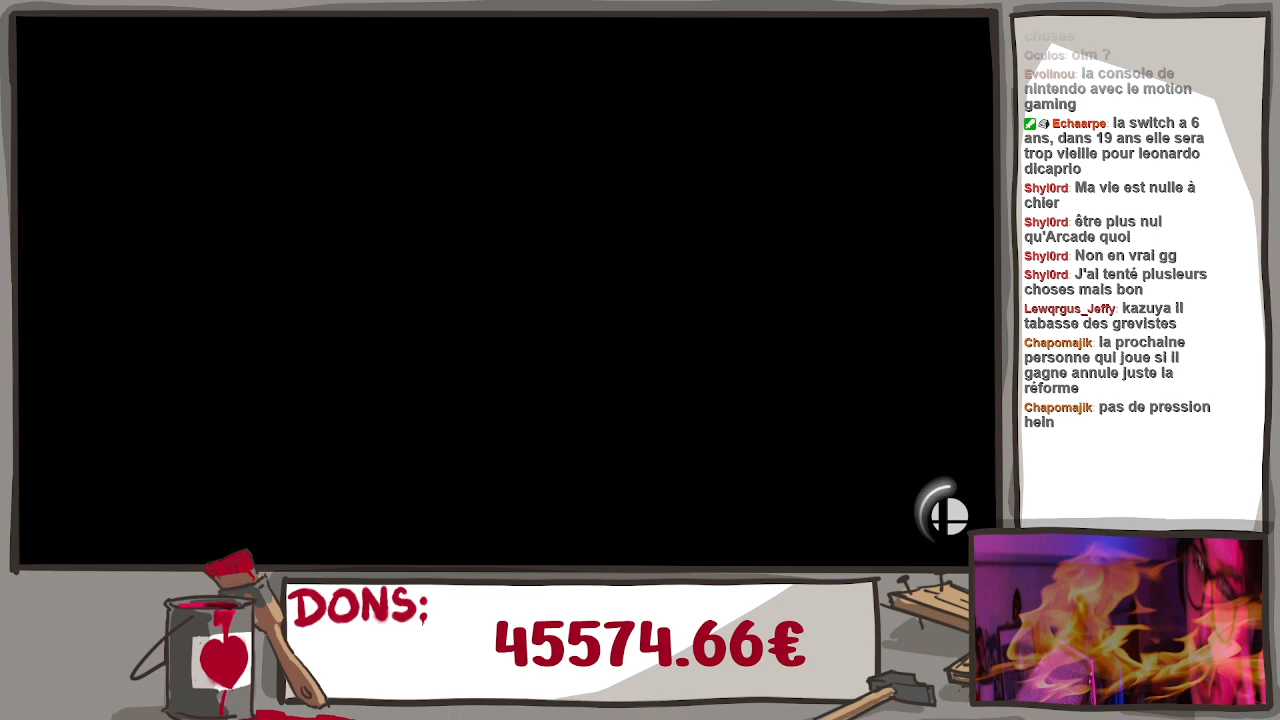 choses
Oculos: oim ?
Evolinou: la console de
nintendo avec le motion
gaming
Echaarpe: la switch a 6
ans, dans 19 ans elle sera
trop vieille pour leonardo
dicaprio
Shyl0rd: Ma vie est nulle à
chier
Shyl0rd: être plus nul
qu'Arcade quoi
Shyl0rd: Non en vrai gg
Shyl0rd: J'ai tenté plusieurs
choses mais bon
Lewqrgus_Jeffy: kazuya il
tabasse des grevistes
Chapomajik: la prochaine
personne qui joue si il
gagne annule juste la
réforme
Chapomajik: pas de pression
hein
DONS:
45574.66€